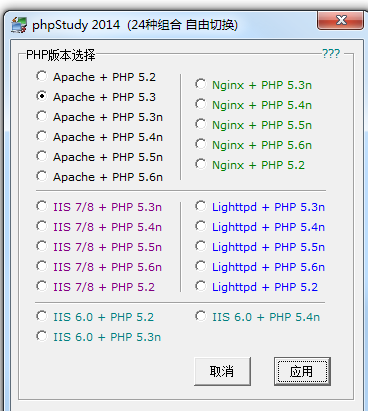 phpStudy 2014 (24种组合 自由切换)
PHP版本选择
???
Apache + PHP 5.2
Apache + PHP 5.3
Apache + PHP 5.3n
Apache + PHP 5.4n
Apache + PHP 5.5n
Apache + PHP 5.6n
Nginx + PHP 5.3n
Nginx + PHP 5.4n
Nginx + PHP 5.5n
Nginx + PHP 5.6n
Nginx + PHP 5.2
IIS 7/8 + PHP 5.3n
IIS 7/8 + PHP 5.4n
IIS 7/8 + PHP 5.5n
IIS 7/8 + PHP 5.6n
IIS 7/8 + PHP 5.2
Lighttpd + PHP 5.3n
Lighttpd + PHP 5.4n
Lighttpd + PHP 5.5n
Lighttpd + PHP 5.6n
Lighttpd + PHP 5.2
IIS 6.0 + PHP 5.2
IIS 6.0 + PHP 5.4n
IIS 6.0 + PHP 5.3n
取消
应用